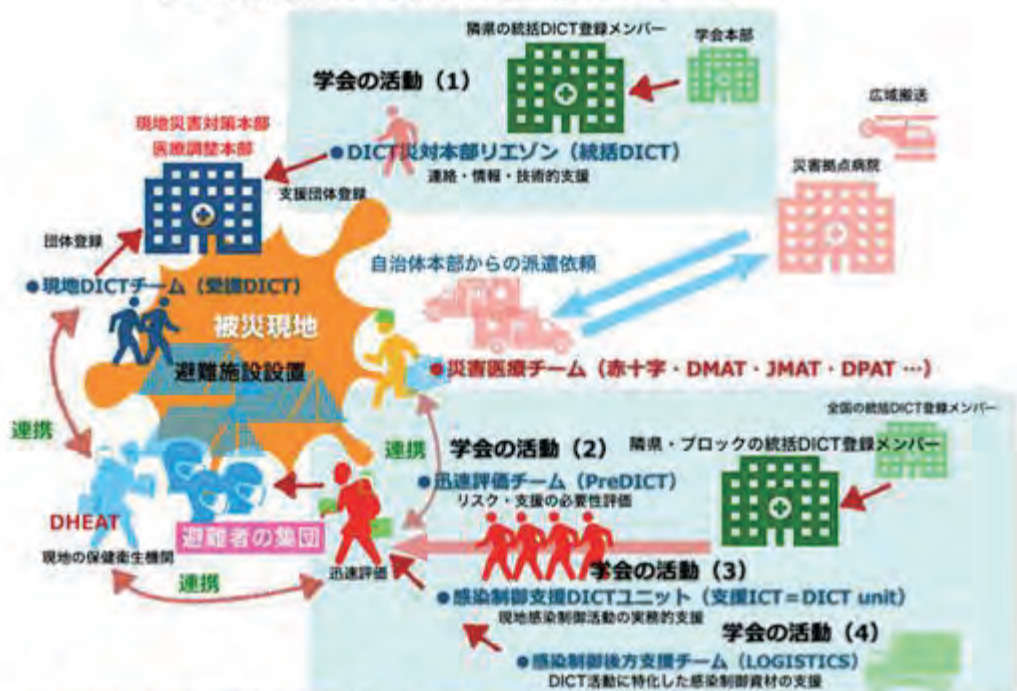 隣県の統括DICT登録メンバー
学会本部
学会の活動（1）
広域搬送
現地災害対策本部
医療調整本部
●DICT災対本部リエゾン（統括DICT）
連絡・情報・技術的支援
災害拠点病院
支援団体登録
団体登録
自治体本部からの派遣依頼
●現地DICTチーム（受援DICT）
被災現地
避難施設設置
●災害医療チーム（赤十字・DMAT・JMAT・DPAT …）
全国の統括DICT登録メンバー
連携
連携
学会の活動（2）
隣県・ブロックの統括DICT登録メンバー
●迅速評価チーム（PreDICT）
リスク・支援の必要性評価
DHEAT
避難者の集団
現地の保健衛生機関
迅速評価
連携
学会の活動（3）
●感染制御支援DICTユニット（支援ICT＝DICT unit）
現地感染制御活動の実務的支援
学会の活動（4）
●感染制御後方支援チーム（LOGISTICS）
DICT活動に特化した感染制御資材の支援